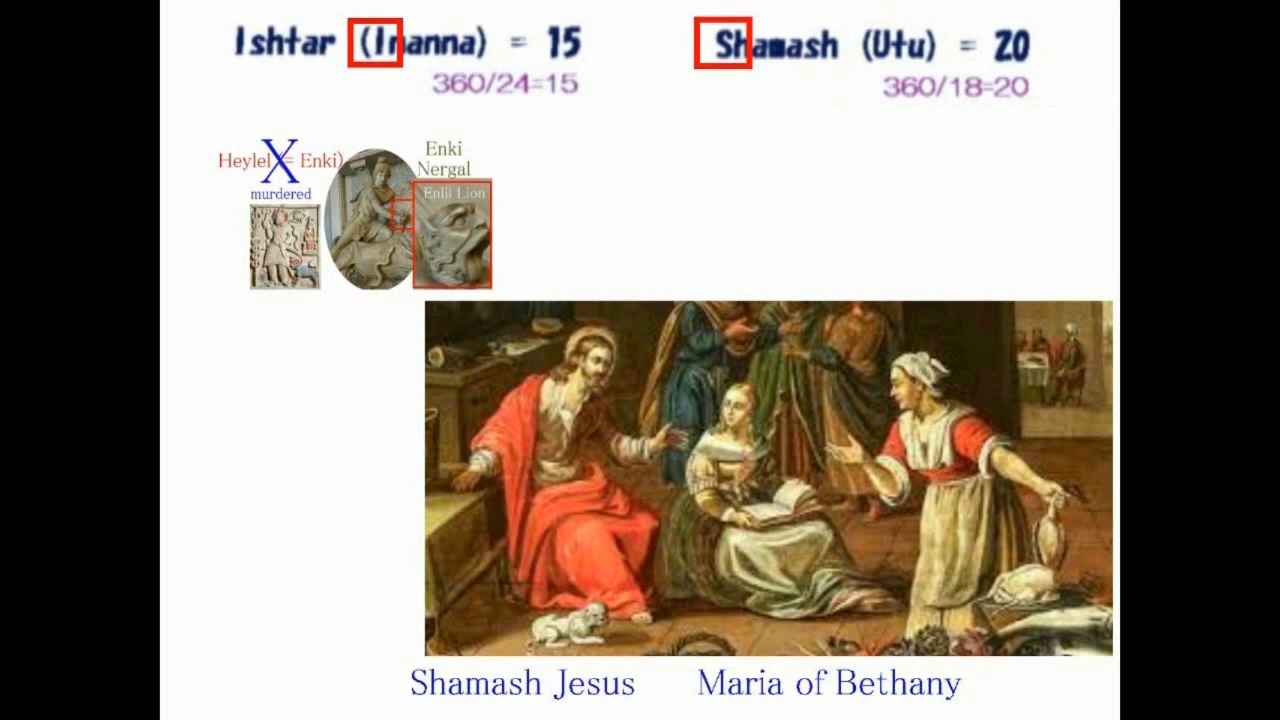 Ishtar (Inanna) = 15
360/24=15
Shamash (Utu) = 20
360/18=20
Heylel (= Enki)
X
murdered
Enki
Nergal
Enlil Lion
Shamash Jesus
Maria of Bethany